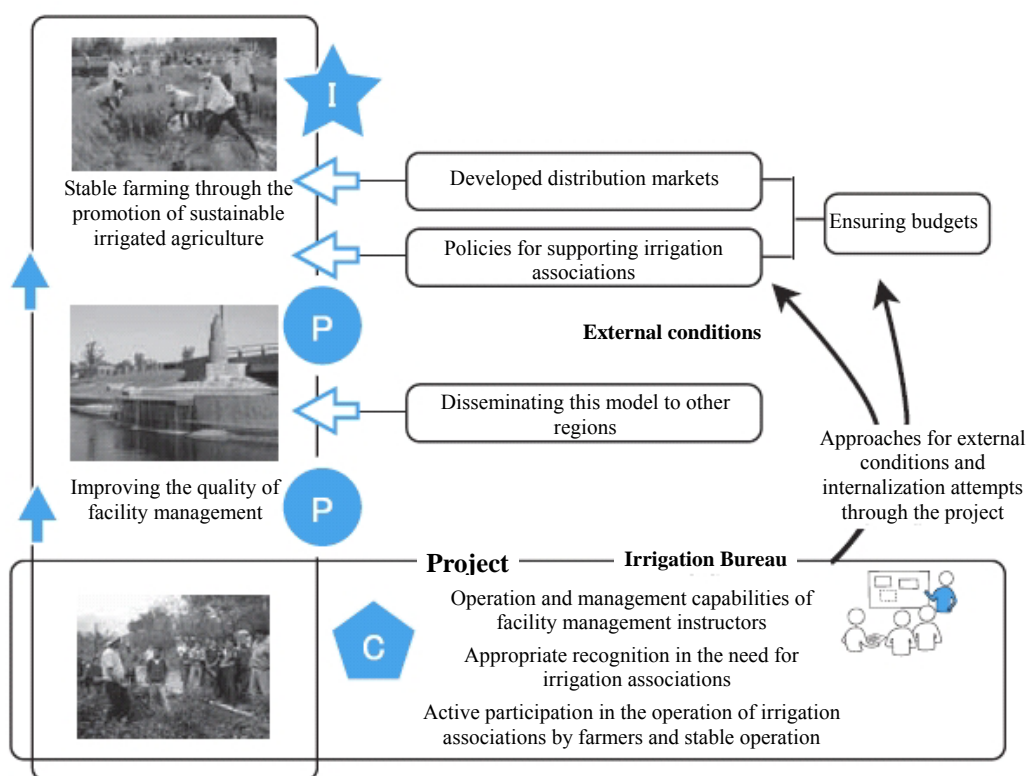 I
Stable farming through the
promotion of sustainable
irrigated agriculture
Developed distribution markets
Policies for supporting irrigation
associations
Ensuring budgets
P
External conditions
Disseminating this model to other
regions
Improving the quality of
facility management
P
Approaches for external
conditions and
internalization attempts
through the project
Project
Irrigation Bureau
C
Operation and management capabilities of
facility management instructors
Appropriate recognition in the need for
irrigation associations
Active participation in the operation of irrigation
associations by farmers and stable operation